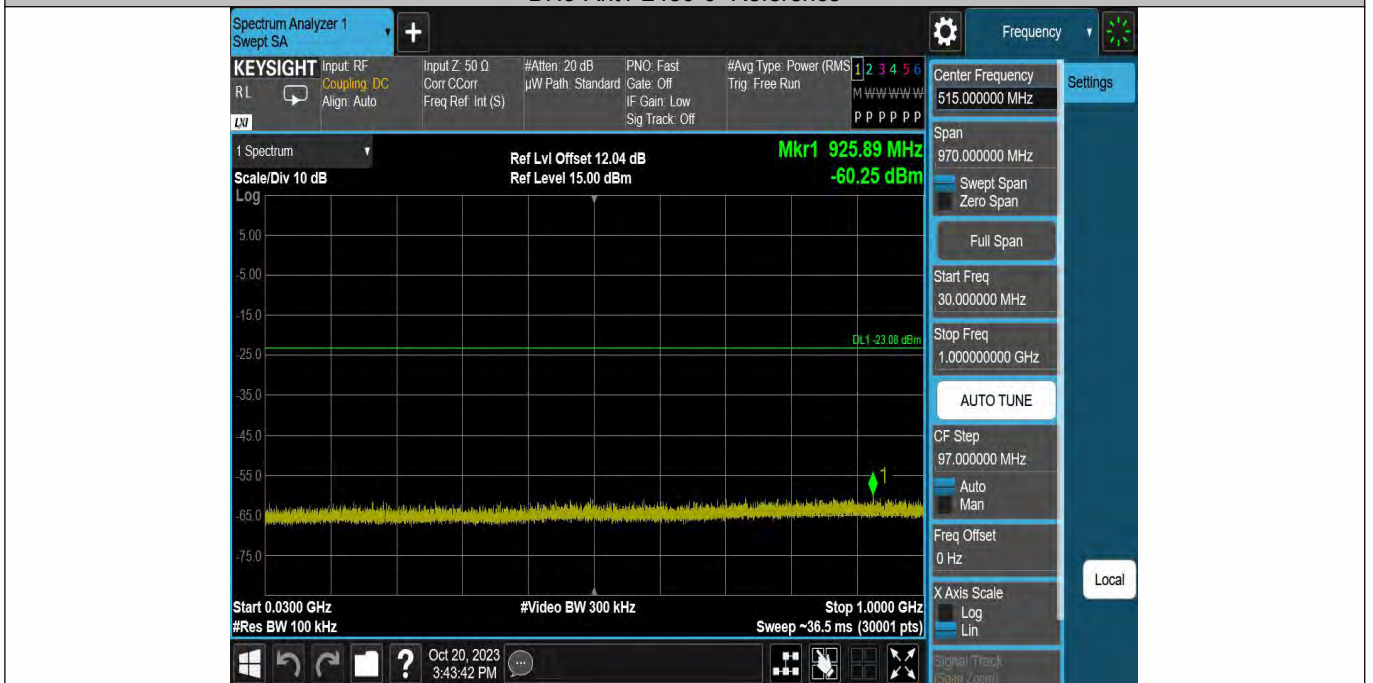 Spectrum Analyzer 1
Swept SA
+
Frequency
KEYSIGHT
RL
LXI
Input: RF
Coupling: DC
Align: Auto
Input Z: 50 Ω
Corr CCorr
Freq Ref: Int (S)
#Atten: 20 dB
µW Path: Standard
PNO: Fast
Gate: Off
IF Gain: Low
Sig Track: Off
#Avg Type: Power (RMS
Trig: Free Run
1 2 3 4 5 6
M W W W W W
P P P P P P
Center Frequency
515.000000 MHz
Settings
1 Spectrum
Scale/Div 10 dB
Log
Ref Lvl Offset 12.04 dB
Ref Level 15.00 dBm
Mkr1 925.89 MHz
-60.25 dBm
5.00
-5.00
-15.0
-25.0
-35.0
-45.0
-55.0
-65.0
-75.0
DL1 -23.08 dBm
1
Start 0.0300 GHz
#Res BW 100 kHz
#Video BW 300 kHz
Stop 1.0000 GHz
Sweep ~36.5 ms (30001 pts)
Span
970.000000 MHz
Swept Span
Zero Span
Full Span
Start Freq
30.000000 MHz
Stop Freq
1.000000000 GHz
AUTO TUNE
CF Step
97.000000 MHz
Auto
Man
Freq Offset
0 Hz
X Axis Scale
Log
Lin
Signal Track
(Span Zoom)
Local
?
Oct 20, 2023
3:43:42 PM